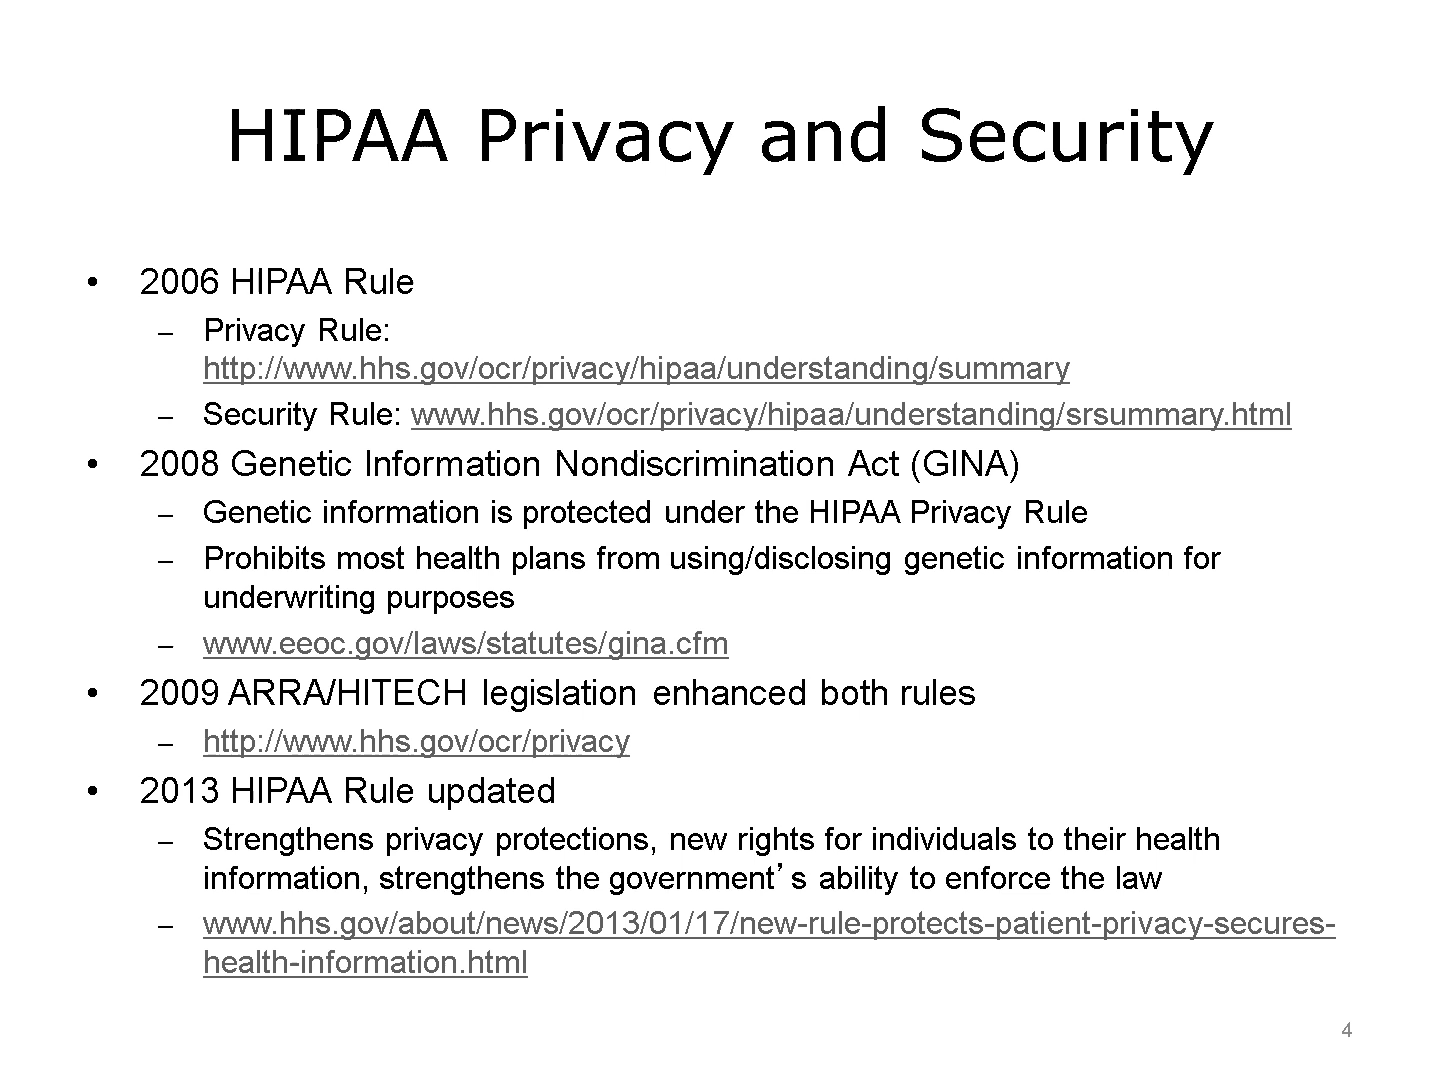 HIPAA Privacy and Security
• 2006 HIPAA Rule
– Privacy Rule:
http://www.hhs.gov/ocr/privacy/hipaa/understanding/summary
– Security Rule: www.hhs.gov/ocr/privacy/hipaa/understanding/srsummary.html
• 2008 Genetic Information Nondiscrimination Act (GINA)
– Genetic information is protected under the HIPAA Privacy Rule
– Prohibits most health plans from using/disclosing genetic information for
underwriting purposes
– www.eeoc.gov/laws/statutes/gina.cfm
• 2009 ARRA/HITECH legislation enhanced both rules
– http://www.hhs.gov/ocr/privacy
• 2013 HIPAA Rule updated
– Strengthens privacy protections, new rights for individuals to their health
information, strengthens the government’s ability to enforce the law
– www.hhs.gov/about/news/2013/01/17/new-rule-protects-patient-privacy-secures-
health-information.html
4